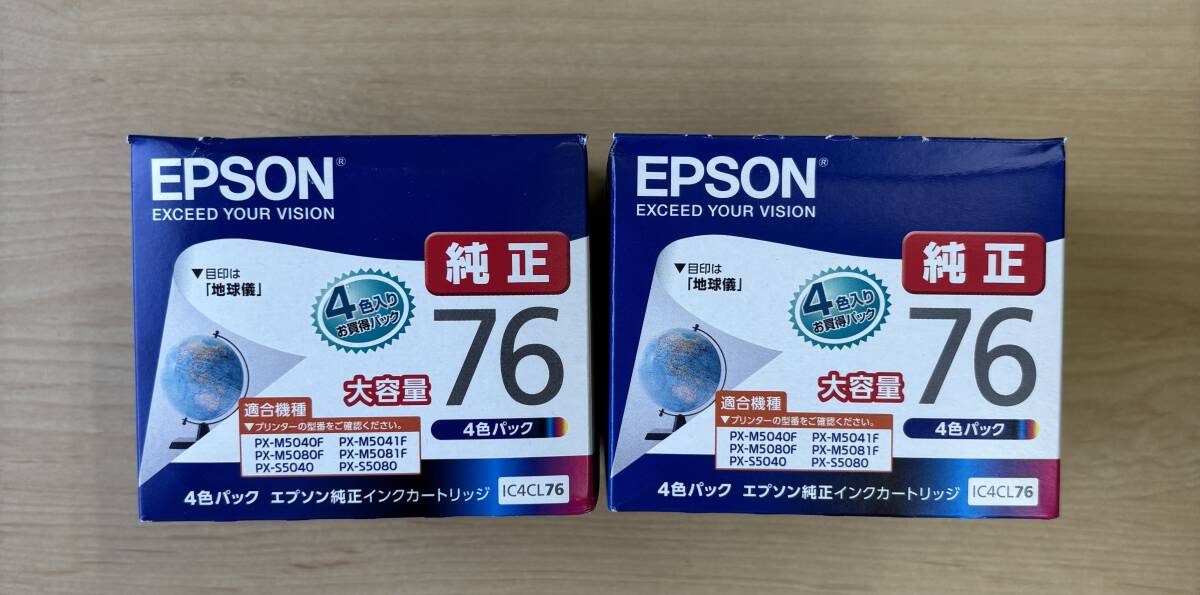 EPSON®
EXCEED YOUR VISION
純正
▼目印は
「地球儀」
4色入り
お買得パック
76
大容量
4色パック
適合機種
▼プリンターの型番をご確認ください。
PX-M5040F PX-M5041F
PX-M5080F PX-M5081F
PX-S5040 PX-S5080
4色パック エプソン純正インクカートリッジ IC4CL76
EPSON®
EXCEED YOUR VISION
純正
▼目印は
「地球儀」
4色入り
お買得パック
76
大容量
4色パック
適合機種
▼プリンターの型番をご確認ください。
PX-M5040F PX-M5041F
PX-M5080F PX-M5081F
PX-S5040 PX-S5080
4色パック エプソン純正インクカートリッジ IC4CL76